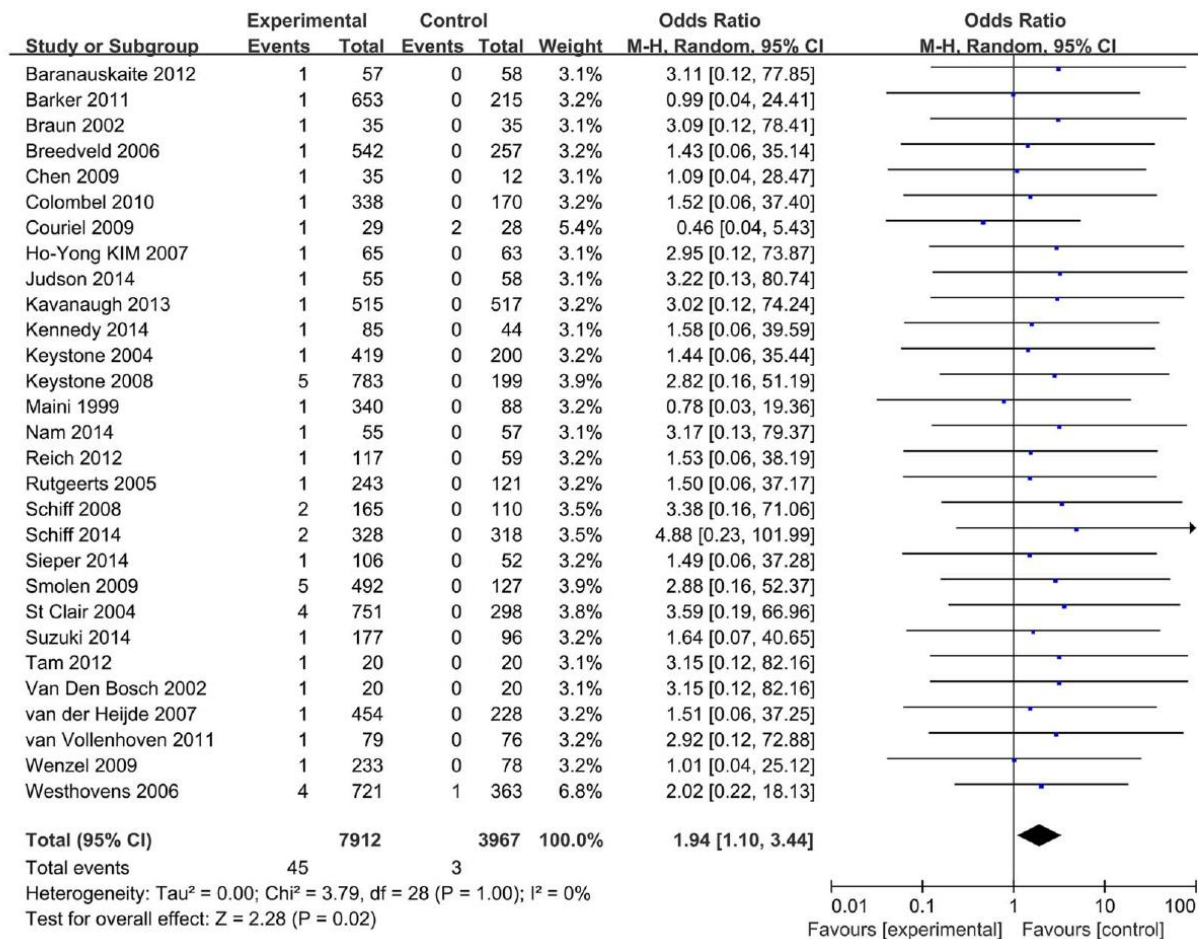 Experimental Control Odds Ratio Odds Ratio
Study or Subgroup Events Total Events Total Weight M-H, Random, 95% CI M-H, Random, 95% CI
Baranauskaite 2012 1 57 0 58 3.1% 3.11 [0.12, 77.85]
Barker 2011 1 653 0 215 3.2% 0.99 [0.04, 24.41]
Braun 2002 1 35 0 35 3.1% 3.09 [0.12, 78.41]
Breedveld 2006 1 542 0 257 3.2% 1.43 [0.06, 35.14]
Chen 2009 1 35 0 12 3.1% 1.09 [0.04, 28.47]
Colombel 2010 1 338 0 170 3.2% 1.52 [0.06, 37.40]
Couriel 2009 1 29 2 28 5.4% 0.46 [0.04, 5.43]
Ho-Yong KIM 2007 1 65 0 63 3.2% 2.95 [0.12, 73.87]
Judson 2014 1 55 0 58 3.1% 3.22 [0.13, 80.74]
Kavanaugh 2013 1 515 0 517 3.2% 3.02 [0.12, 74.24]
Kennedy 2014 1 85 0 44 3.1% 1.58 [0.06, 39.59]
Keystone 2004 1 419 0 200 3.2% 1.44 [0.06, 35.44]
Keystone 2008 5 783 0 199 3.9% 2.82 [0.16, 51.19]
Maini 1999 1 340 0 88 3.2% 0.78 [0.03, 19.36]
Nam 2014 1 55 0 57 3.1% 3.17 [0.13, 79.37]
Reich 2012 1 117 0 59 3.2% 1.53 [0.06, 38.19]
Rutgeerts 2005 1 243 0 121 3.2% 1.50 [0.06, 37.17]
Schiff 2008 2 165 0 110 3.5% 3.38 [0.16, 71.06]
Schiff 2014 2 328 0 318 3.5% 4.88 [0.23, 101.99]
Sieper 2014 1 106 0 52 3.2% 1.49 [0.06, 37.28]
Smolen 2009 5 492 0 127 3.9% 2.88 [0.16, 52.37]
St Clair 2004 4 751 0 298 3.8% 3.59 [0.19, 66.96]
Suzuki 2014 1 177 0 96 3.2% 1.64 [0.07, 40.65]
Tam 2012 1 20 0 20 3.1% 3.15 [0.12, 82.16]
Van Den Bosch 2002 1 20 0 20 3.1% 3.15 [0.12, 82.16]
van der Heijde 2007 1 454 0 228 3.2% 1.51 [0.06, 37.25]
van Vollenhoven 2011 1 79 0 76 3.2% 2.92 [0.12, 72.88]
Wenzel 2009 1 233 0 78 3.2% 1.01 [0.04, 25.12]
Westhovens 2006 4 721 1 363 6.8% 2.02 [0.22, 18.13]
Total (95% CI) 7912 3967 100.0% 1.94 [1.10, 3.44]
Total events 45 3
Heterogeneity: Tau² = 0.00; Chi² = 3.79, df = 28 (P = 1.00); I² = 0%
Test for overall effect: Z = 2.28 (P = 0.02)
0.01 0.1 1 10 100
Favours [experimental] Favours [control]